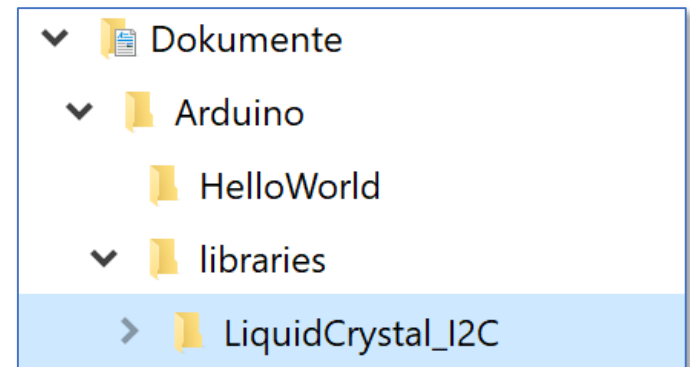 Dokumente
Arduino
HelloWorld
libraries
LiquidCrystal_I2C